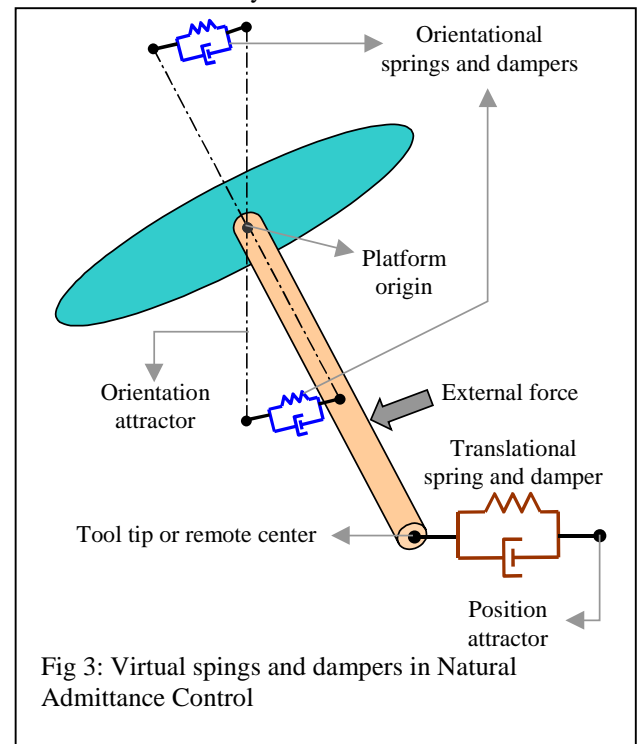 Orientational
springs and dampers
Platform
origin
Orientation
attractor
External force
Translational
spring and damper
Tool tip or remote center
Position
attractor
Fig 3: Virtual spings and dampers in Natural
Admittance Control